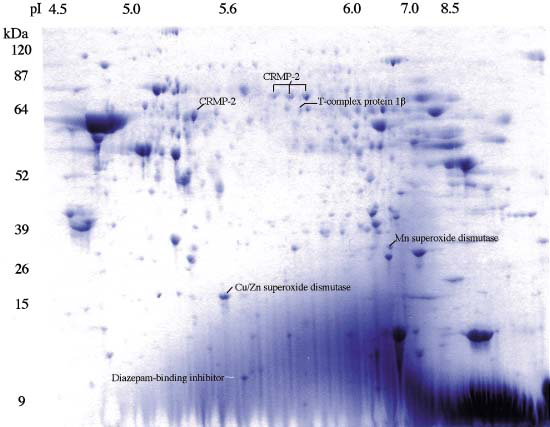 pI 4.5 5.0 5.6 6.0 7.0 8.5
kDa
120
87
CRMP-2
CRMP-2
T-complex protein 1β
64
52
39
Mn superoxide dismutase
26
Cu/Zn superoxide dismutase
15
Diazepam-binding inhibitor
9